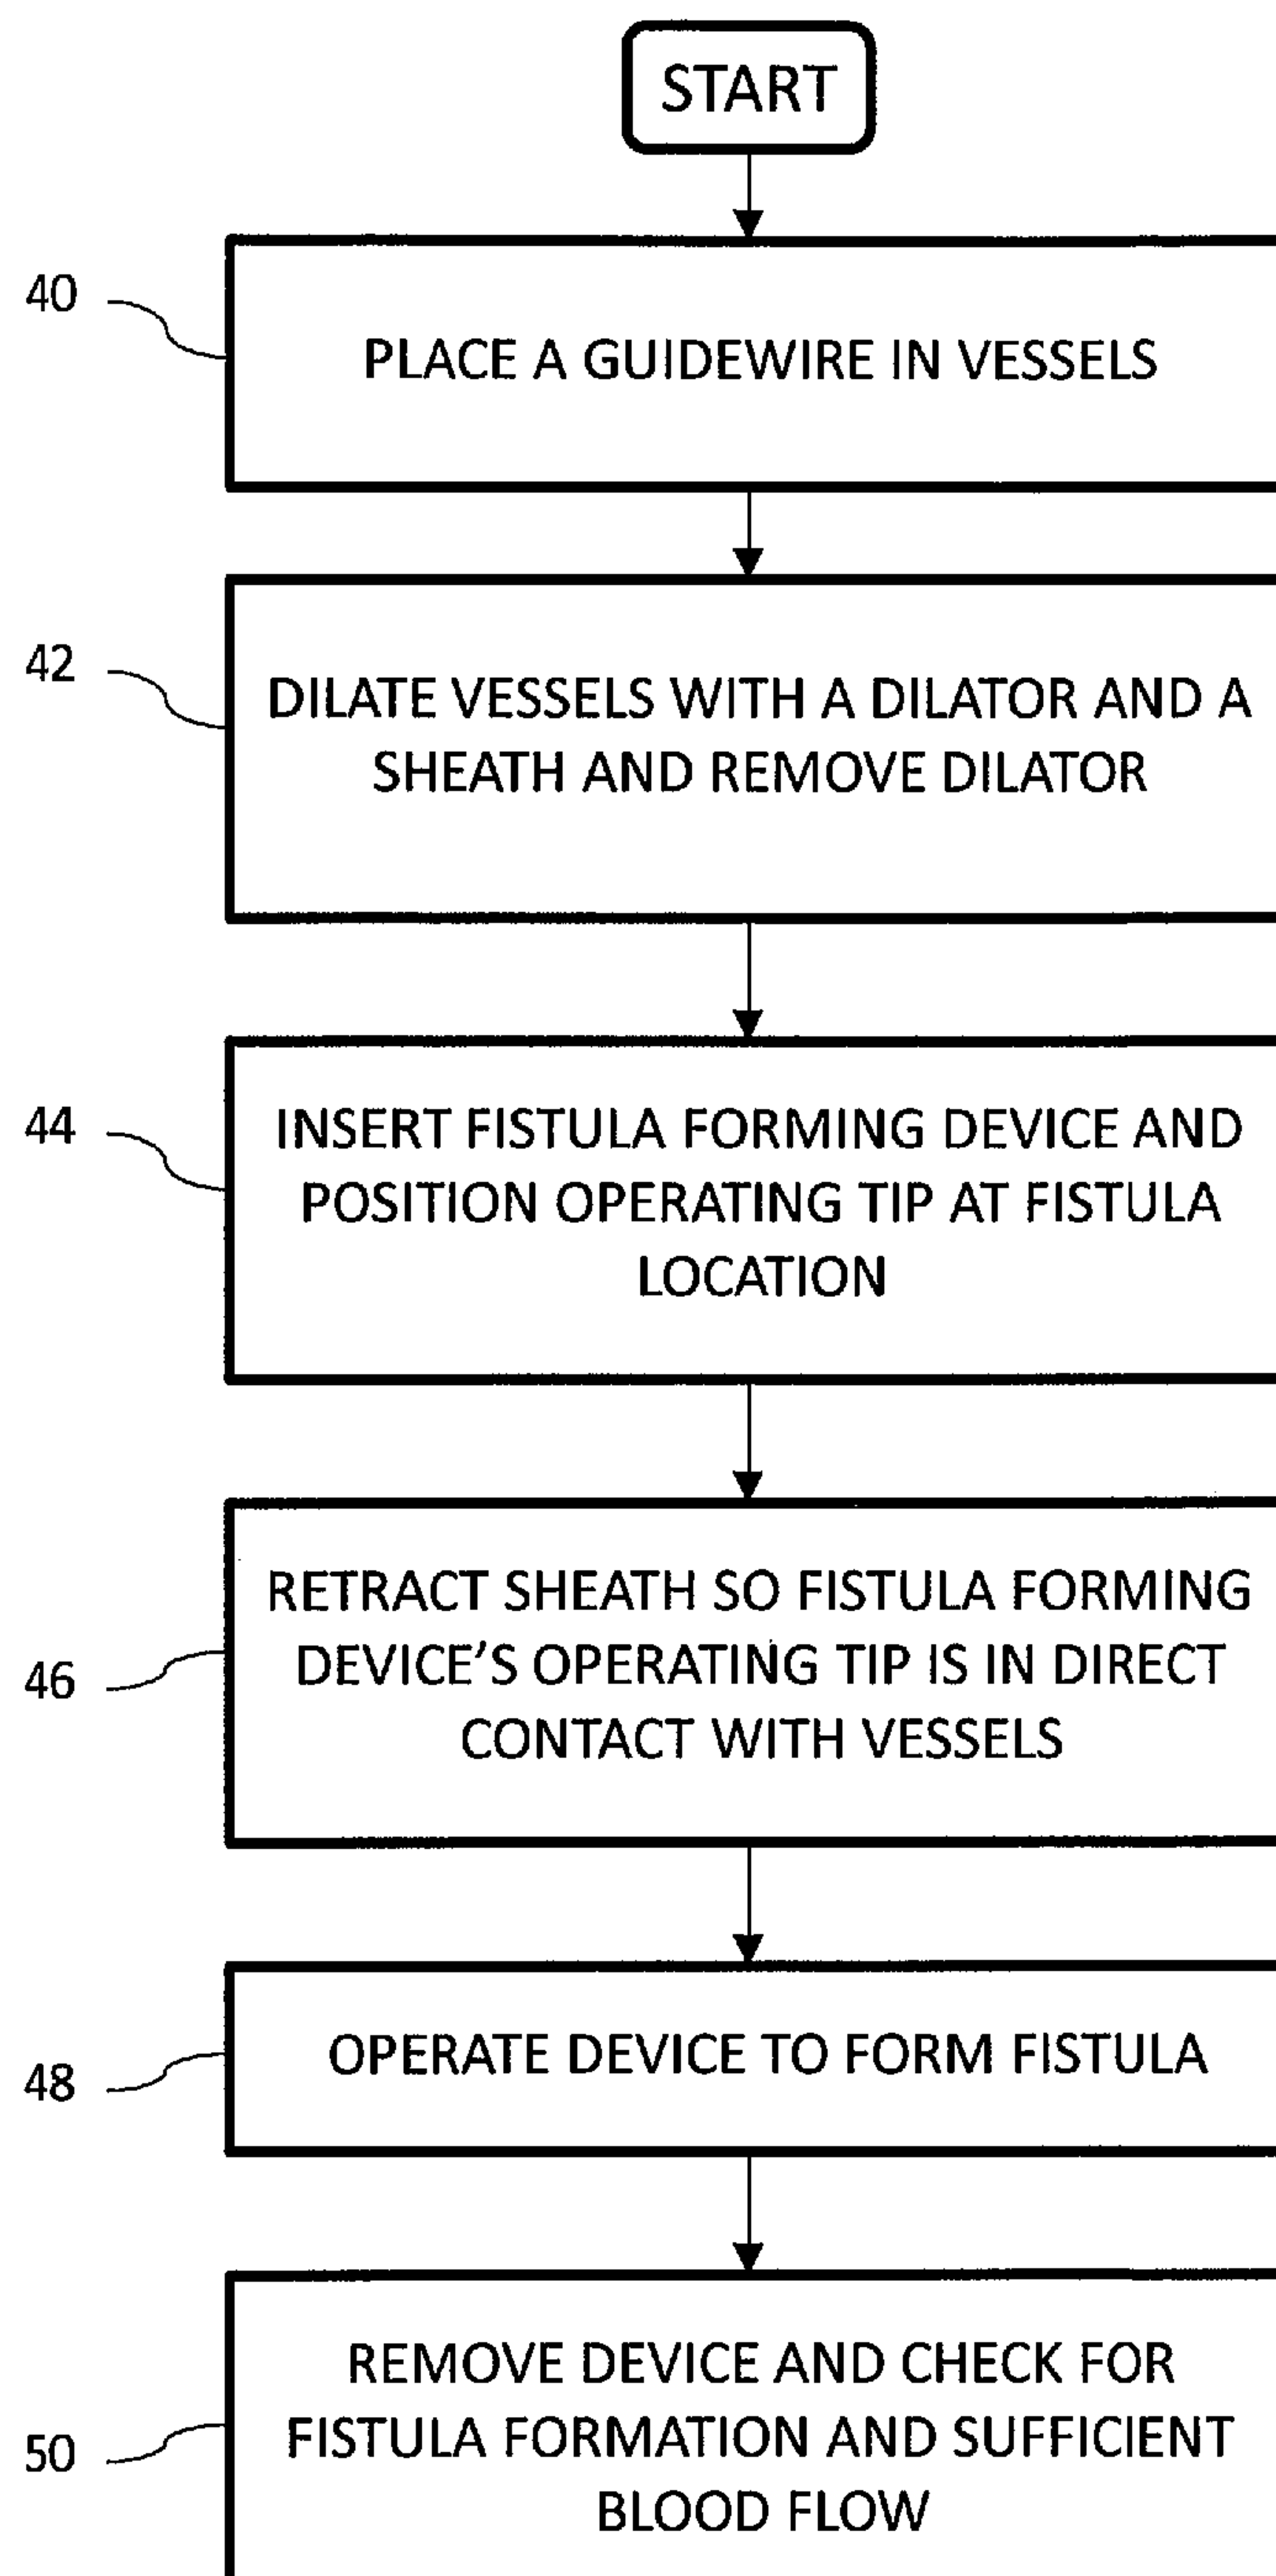 START
40
PLACE A GUIDEWIRE IN VESSELS
42
DILATE VESSELS WITH A DILATOR AND A
SHEATH AND REMOVE DILATOR
44
INSERT FISTULA FORMING DEVICE AND
POSITION OPERATING TIP AT FISTULA
LOCATION
46
RETRACT SHEATH SO FISTULA FORMING
DEVICE'S OPERATING TIP IS IN DIRECT
CONTACT WITH VESSELS
48
OPERATE DEVICE TO FORM FISTULA
50
REMOVE DEVICE AND CHECK FOR
FISTULA FORMATION AND SUFFICIENT
BLOOD FLOW